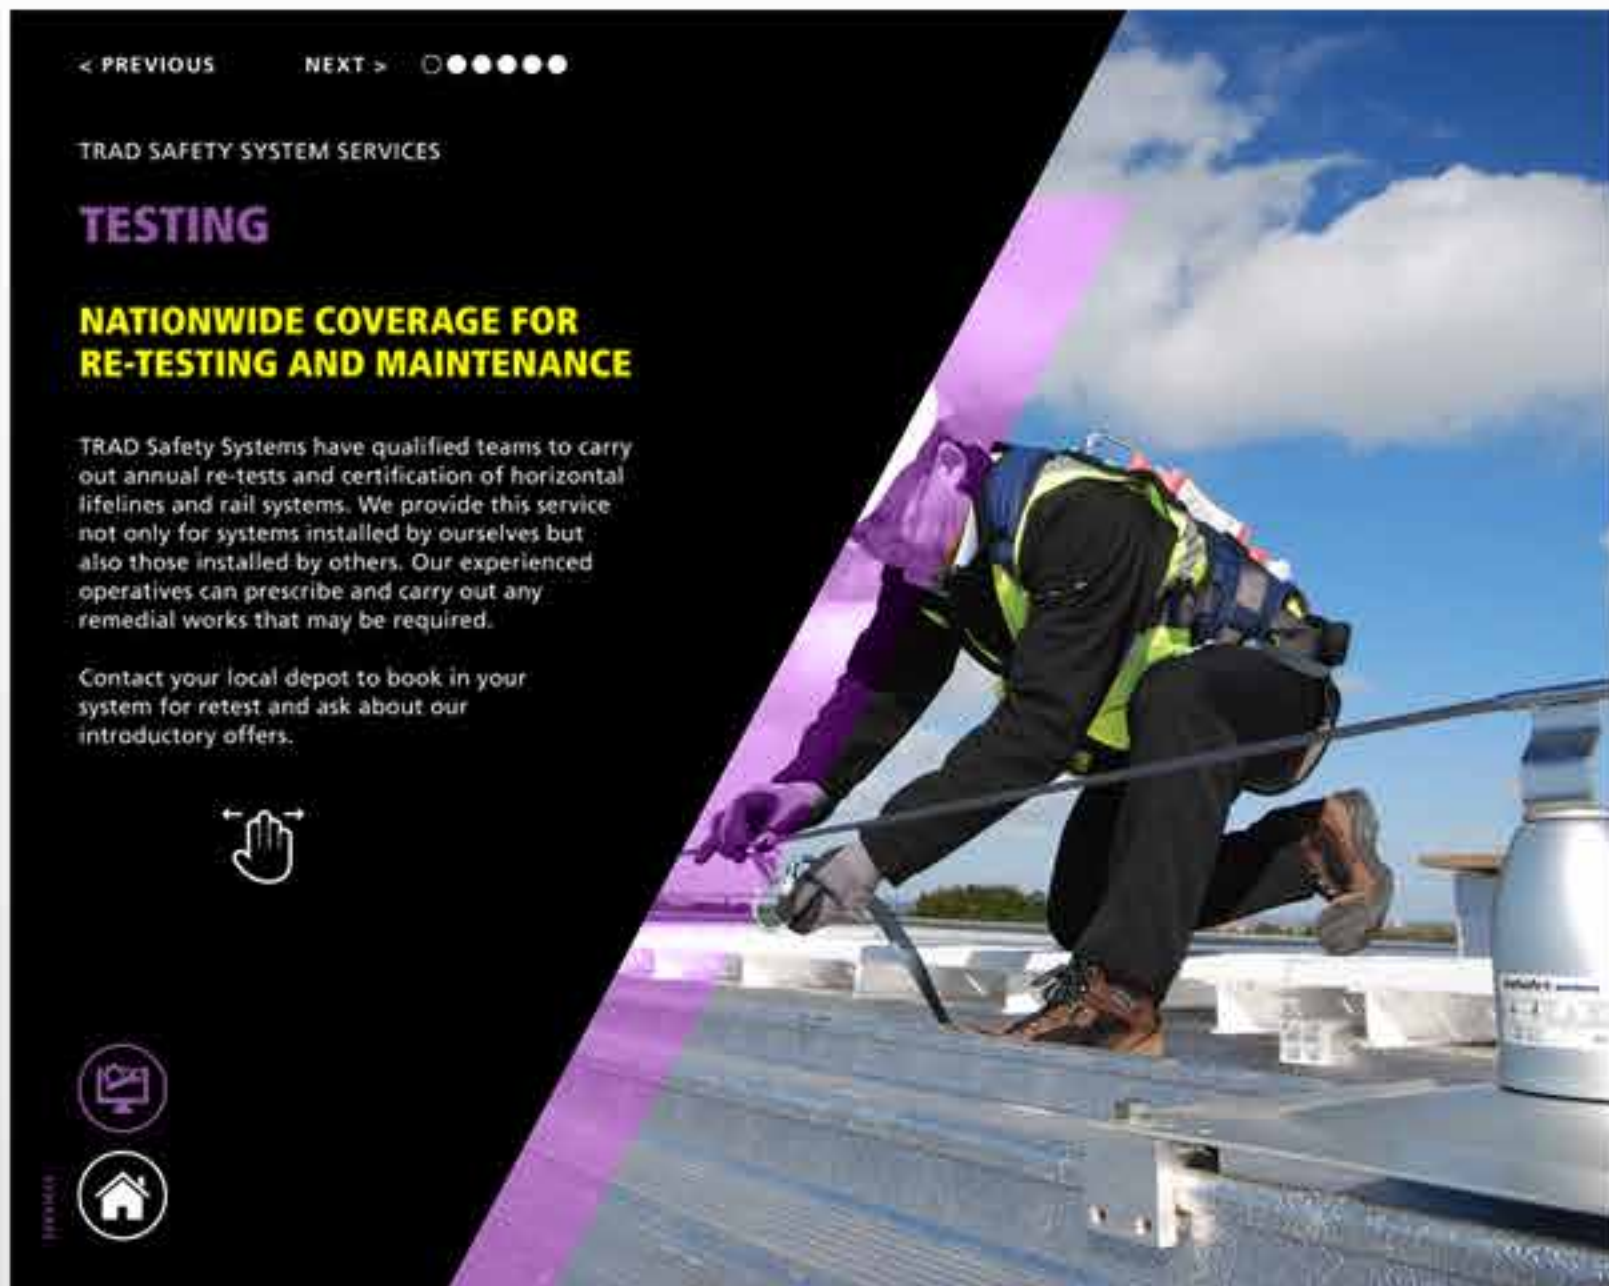 < PREVIOUS
NEXT >
TRAD SAFETY SYSTEM SERVICES
TESTING
NATIONWIDE COVERAGE FOR
RE-TESTING AND MAINTENANCE
TRAD Safety Systems have qualified teams to carry
out annual re-tests and certification of horizontal
lifelines and rail systems. We provide this service
not only for systems installed by ourselves but
also those installed by others. Our experienced
operatives can prescribe and carry out any
remedial works that may be required.
Contact your local depot to book in your
system for retest and ask about our
introductory offers.
SERVICES